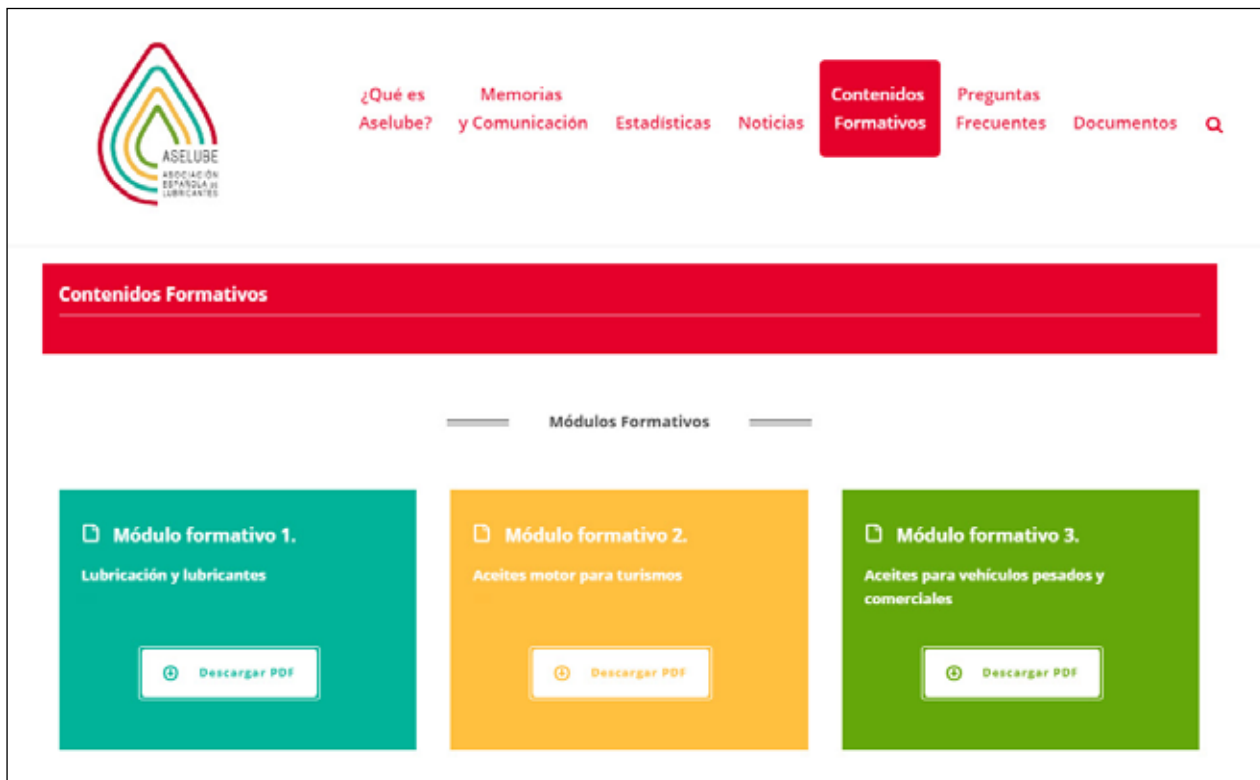 ASELUBE
ASOCIACIÓN
ESPAÑOLA DE
LUBRICANTES
¿Qué es
Aselube?
Memorias
y Comunicación
Estadísticas
Noticias
Contenidos
Formativos
Preguntas
Frecuentes
Documentos
Contenidos Formativos
Módulos Formativos
Módulo formativo 1.
Lubricación y lubricantes
Descargar PDF
Módulo formativo 2.
Aceites motor para turismos
Descargar PDF
Módulo formativo 3.
Aceites para vehículos pesados y
comerciales
Descargar PDF